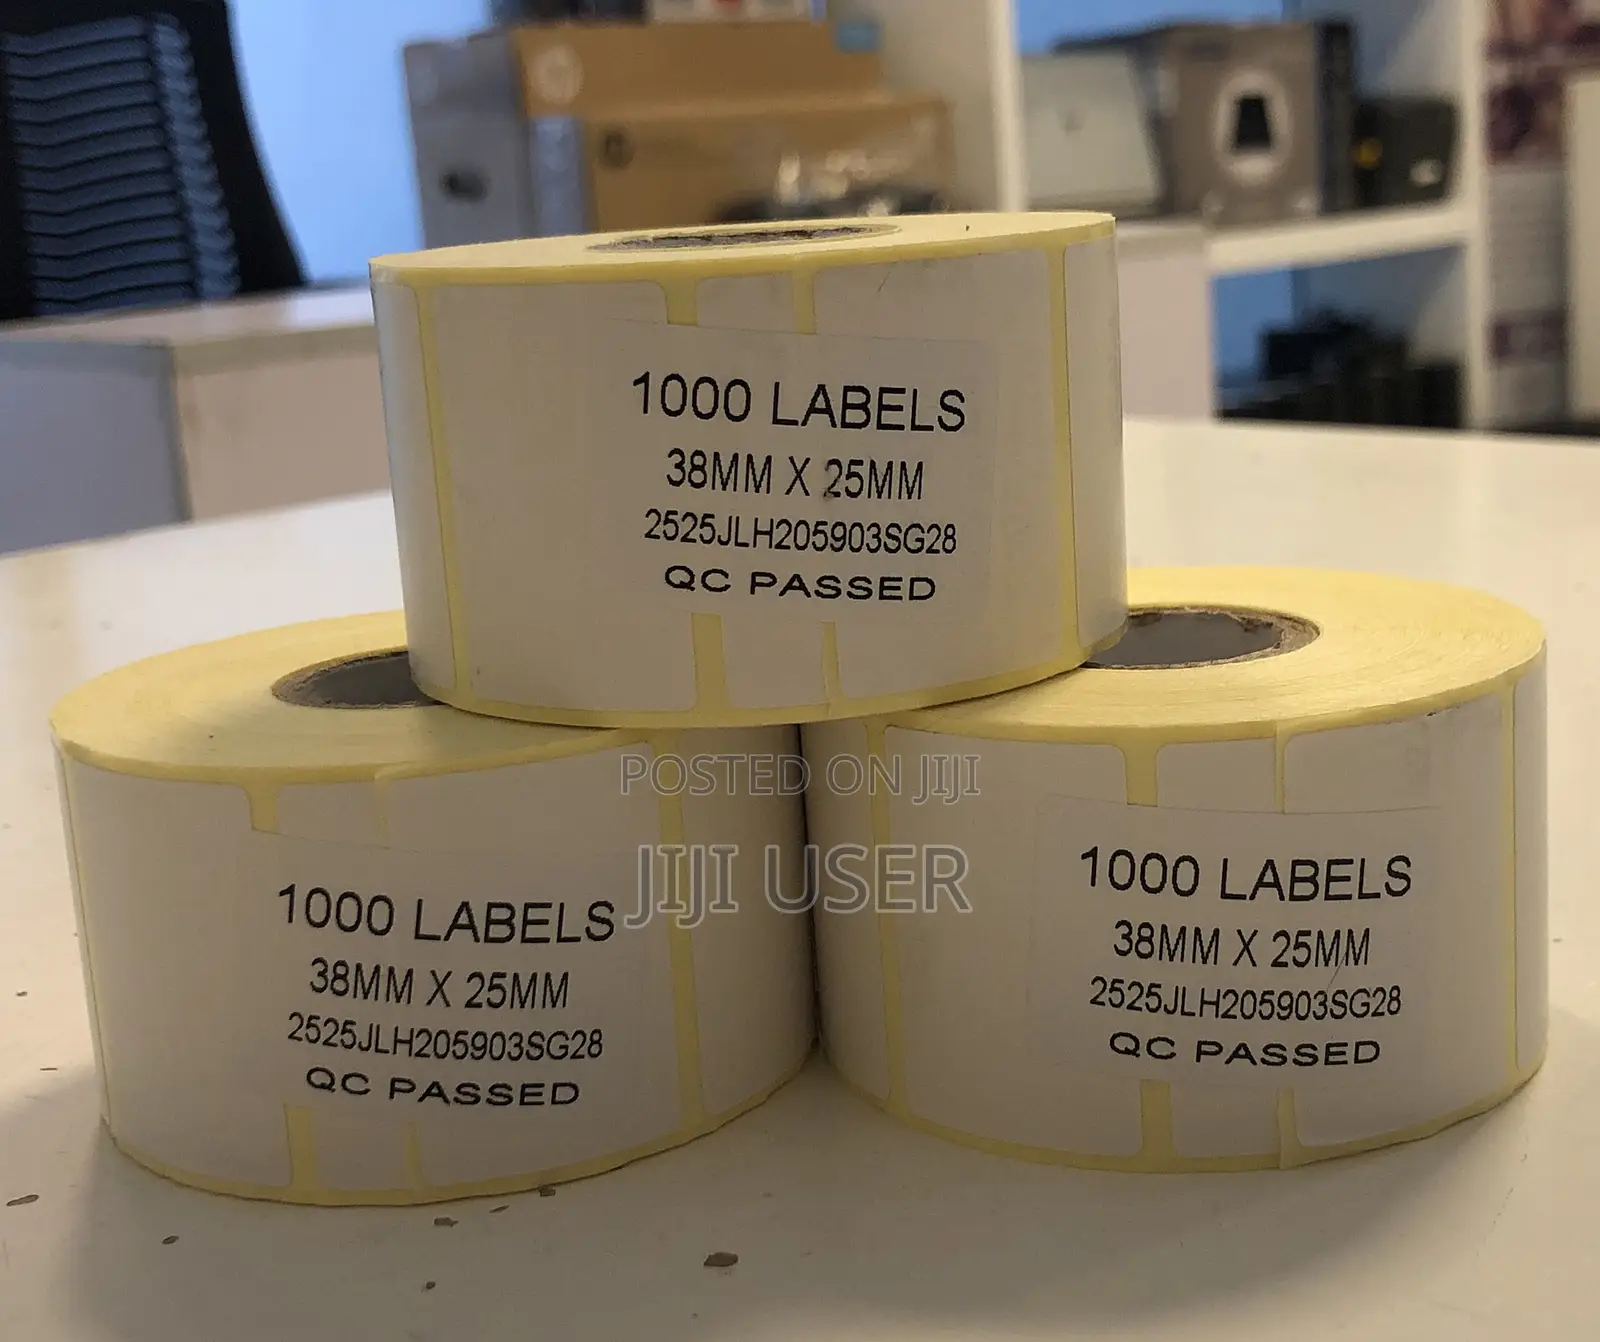 1000 LABELS
38MM X 25MM
2525JLH205903SG28
QC PASSED
POSTED ON JIJI
JIJI USER
1000 LABELS
38MM X 25MM
2525JLH205903SG28
QC PASSED
1000 LABELS
38MM X 25MM
2525JLH205903SG28
QC PASSED